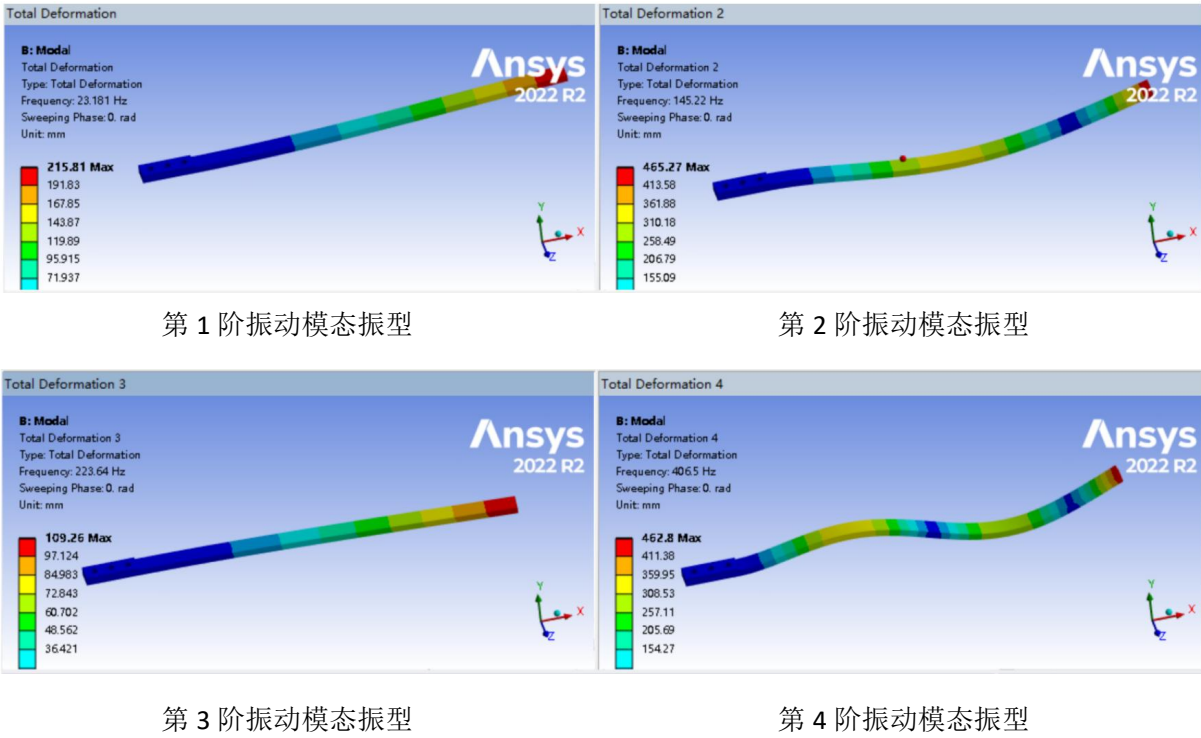 Total Deformation
B: Modal
Total Deformation
Type: Total Deformation
Frequency: 23.181 Hz
Sweeping Phase: 0. rad
Unit: mm
215.81 Max
191.83
167.85
143.87
119.89
95.915
71.937
Ansys
2022 R2
Y
X
Z
第 1 阶振动模态振型
Total Deformation 2
B: Modal
Total Deformation 2
Type: Total Deformation
Frequency: 145.22 Hz
Sweeping Phase: 0. rad
Unit: mm
465.27 Max
413.58
361.88
310.18
258.49
206.79
155.09
Ansys
2022 R2
Y
X
Z
第 2 阶振动模态振型
Total Deformation 3
B: Modal
Total Deformation 3
Type: Total Deformation
Frequency: 223.64 Hz
Sweeping Phase: 0. rad
Unit: mm
109.26 Max
97.124
84.983
72.843
60.702
48.562
36.421
Ansys
2022 R2
Y
X
Z
第 3 阶振动模态振型
Total Deformation 4
B: Modal
Total Deformation 4
Type: Total Deformation
Frequency: 406.5 Hz
Sweeping Phase: 0. rad
Unit: mm
462.8 Max
411.38
359.95
308.53
257.11
205.69
154.27
Ansys
2022 R2
Y
X
Z
第 4 阶振动模态振型